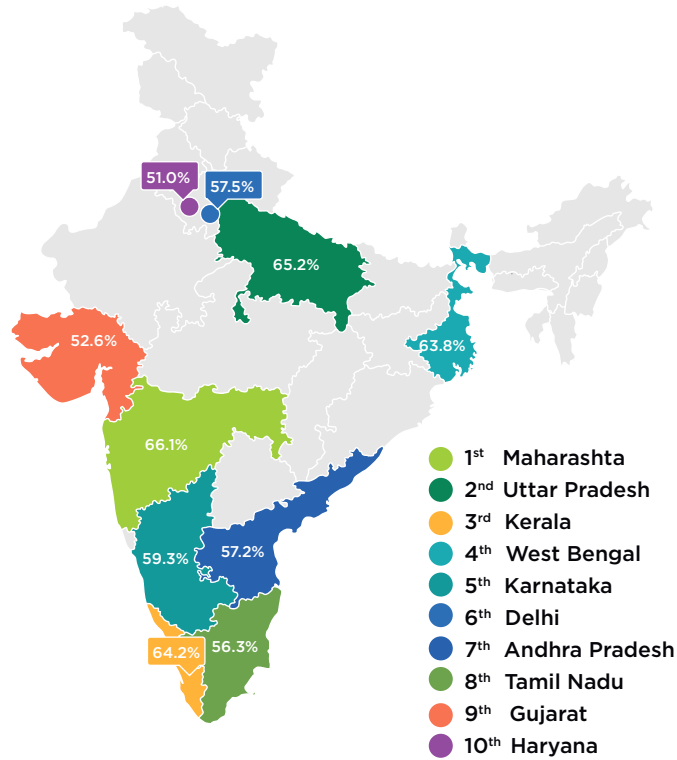 51.0%
57.5%
65.2%
52.6%
63.8%
66.1%
59.3%
57.2%
64.2%
56.3%
1st Maharashta
2nd Uttar Pradesh
3rd Kerala
4th West Bengal
5th Karnataka
6th Delhi
7th Andhra Pradesh
8th Tamil Nadu
9th Gujarat
10th Haryana